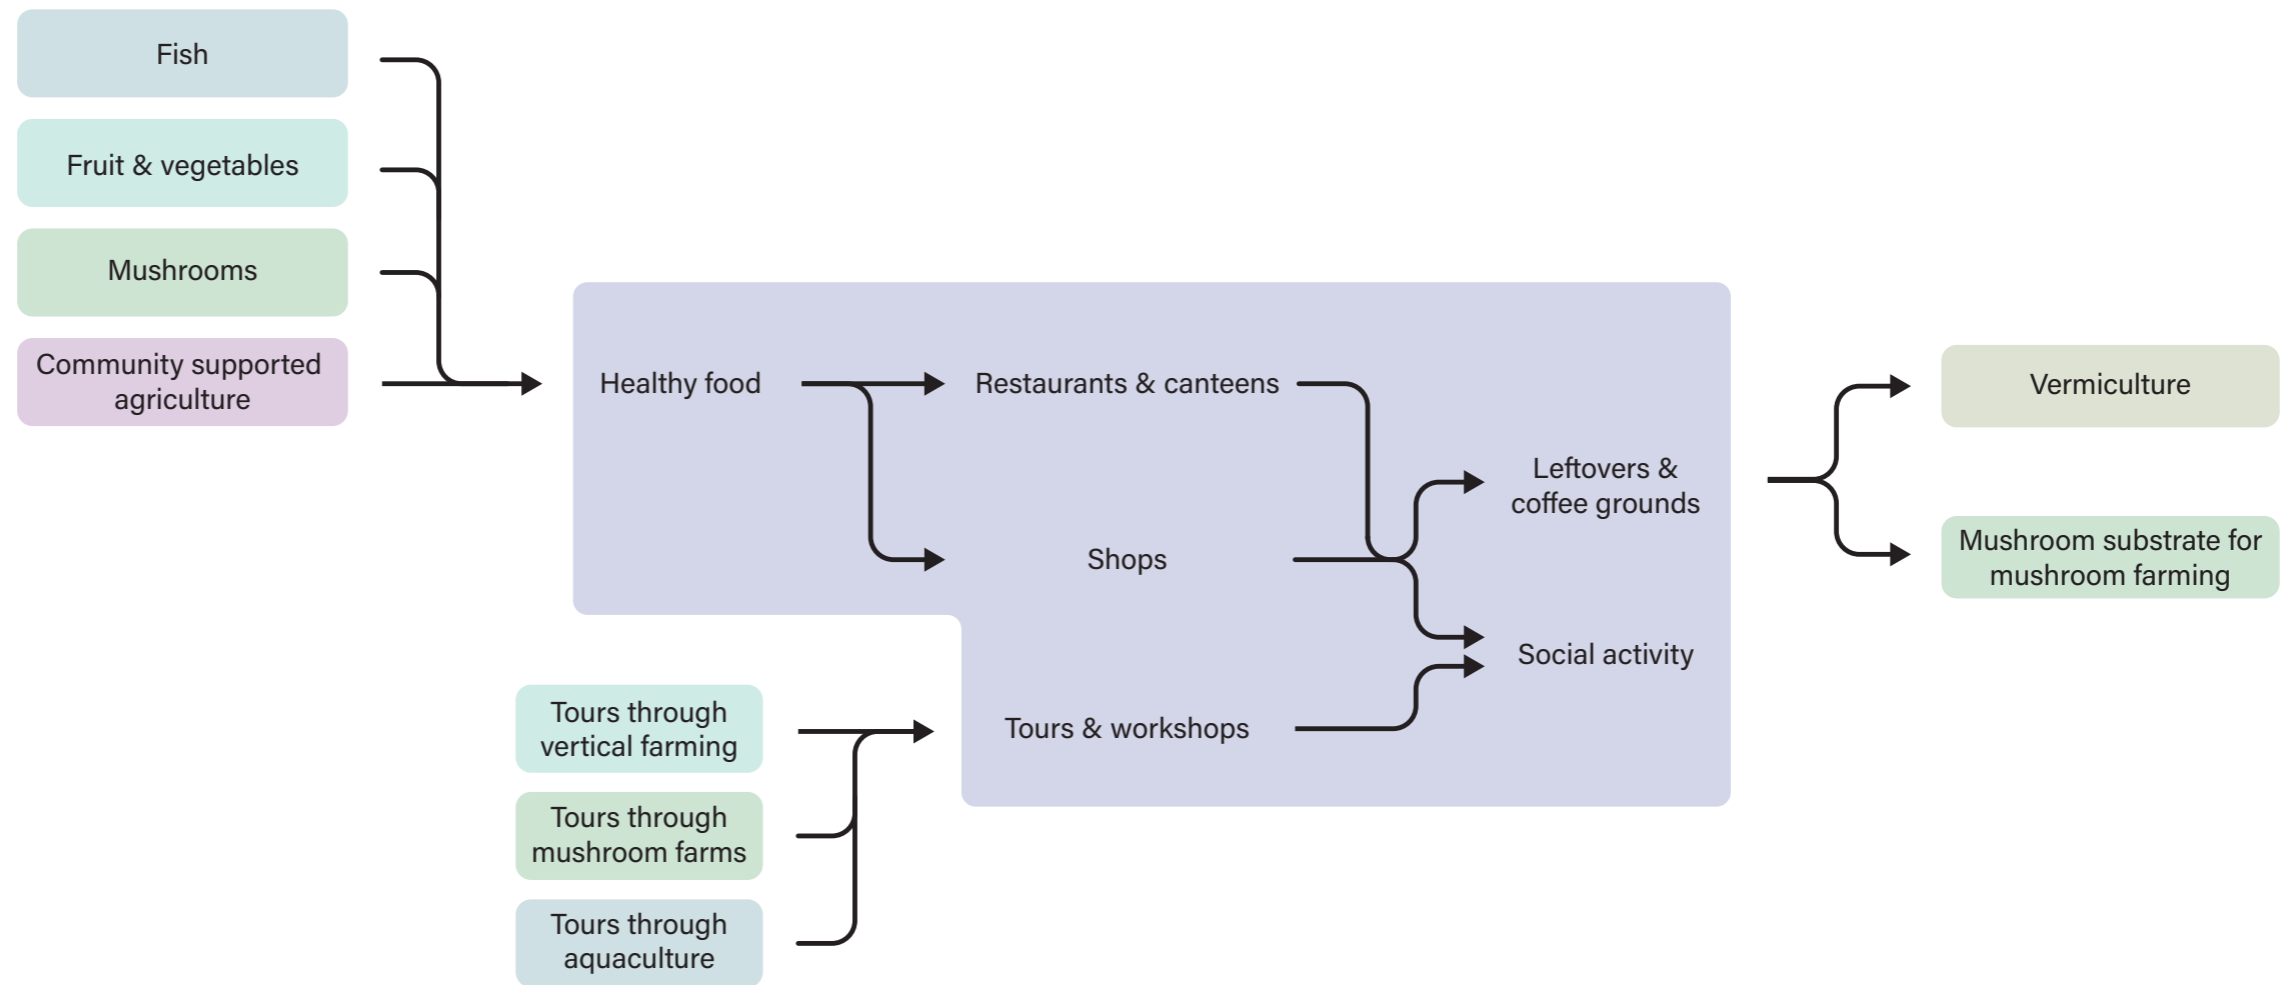 Fish
Fruit & vegetables
Mushrooms
Community supported
agriculture
Healthy food
Restaurants & canteens
Shops
Leftovers &
coffee grounds
Social activity
Tours & workshops
Tours through
vertical farming
Tours through
mushroom farms
Tours through
aquaculture
Vermiculture
Mushroom substrate for
mushroom farming